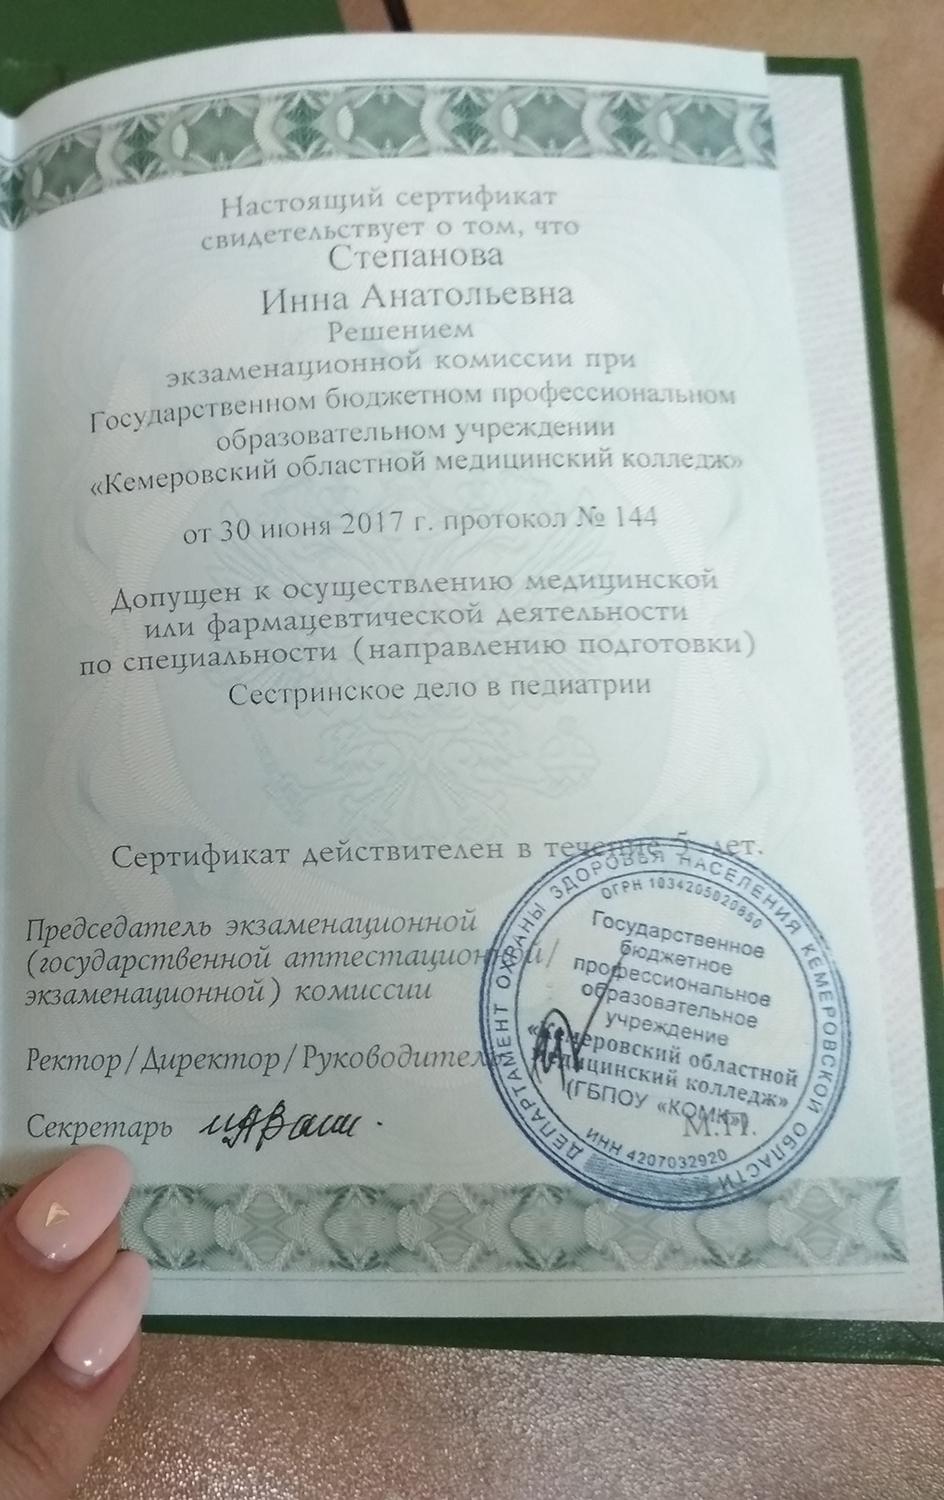 Настоящий сертификат
свидетельствует о том, что
Степанова
Инна Анатольевна
Решением
экзаменационной комиссии при
Государственном бюджетном профессиональном
образовательном учреждении
«Кемеровский областной медицинский колледж»
от 30 июня 2017 г. протокол № 144
Допущен к осуществлению медицинской
или фармацевтической деятельности
по специальности (направлению подготовки)
Сестринское дело в педиатрии
Сертификат действителен в течение 5 лет.
Председатель экзаменационной
(государственной аттестационной/
экзаменационной) комиссии
Ректор/Директор/Руководитель
Секретарь
М.П.
ДЕПАРТАМЕНТ ОХРАНЫ ЗДОРОВЬЯ НАСЕЛЕНИЯ КЕМЕРОВСКОЙ ОБЛАСТИ
ОГРН 1034205020650
Государственное
бюджетное
профессиональное
образовательное
учреждение
«Кемеровский областной
медицинский колледж»
(ГБПОУ «КОМК»)
ИНН 4207032920